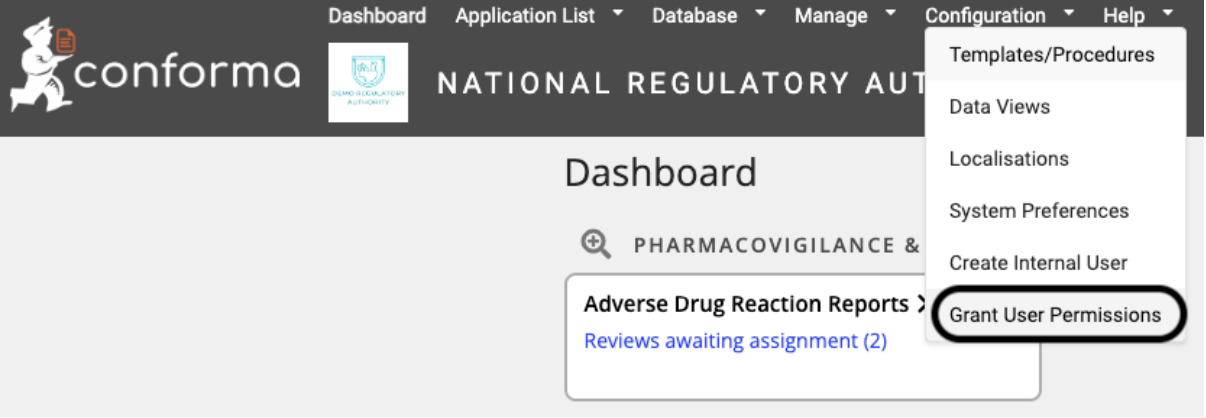 Dashboard Application List Database Manage Configuration Help
conforma
DEMO REGULATORY
AUTHORITY
NATIONAL REGULATORY AUT
Templates/Procedures
Data Views
Localisations
System Preferences
Create Internal User
Grant User Permissions
Dashboard
PHARMACOVIGILANCE &
Adverse Drug Reaction Reports
Reviews awaiting assignment (2)